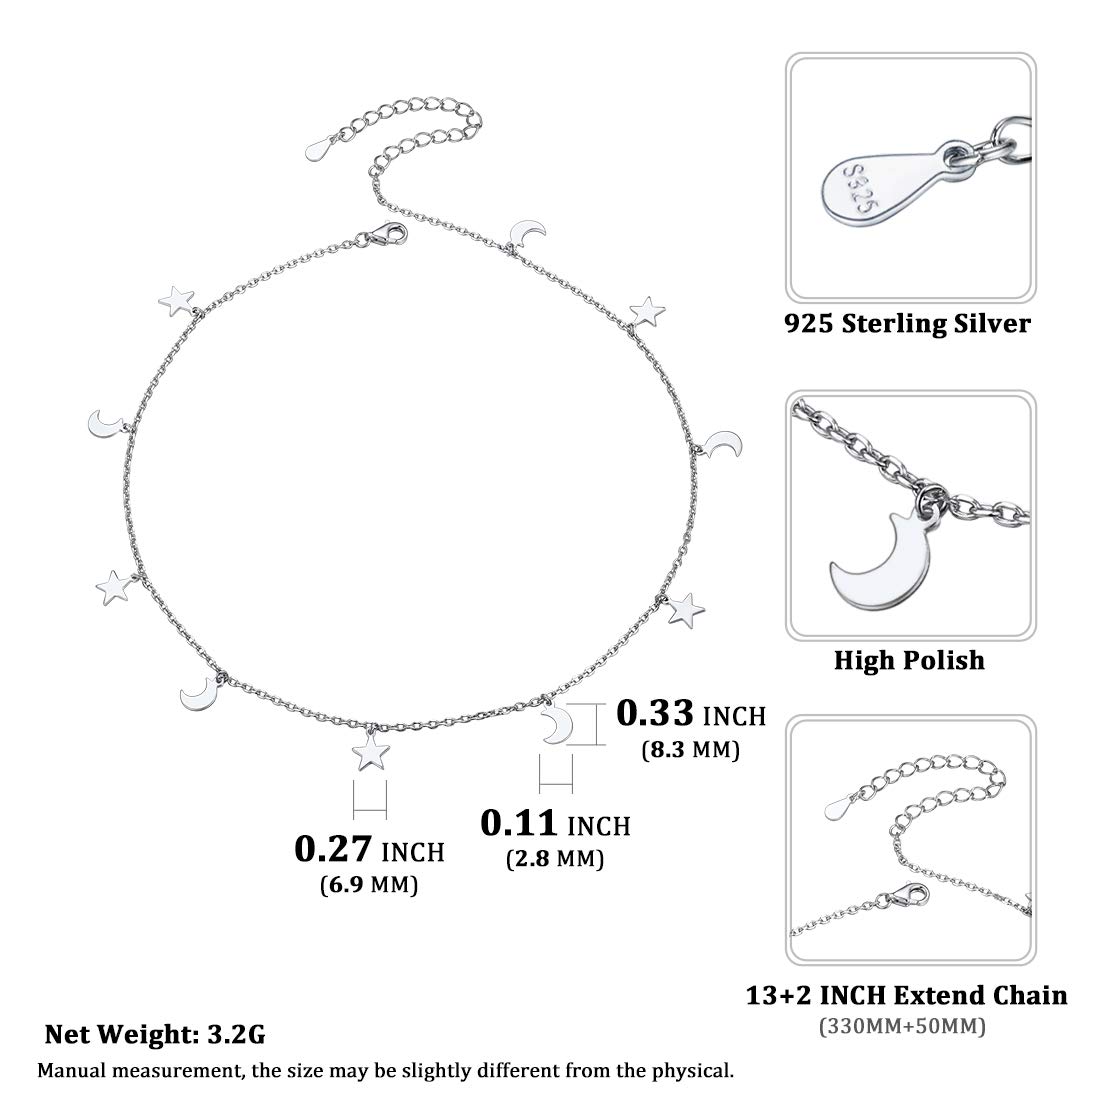 S325
925 Sterling Silver
High Polish
0.33 INCH
(8.3 MM)
0.11 INCH
(2.8 MM)
0.27 INCH
(6.9 MM)
13+2 INCH Extend Chain
(330MM+50MM)
Net Weight: 3.2G
Manual measurement, the size may be slightly different from the physical.